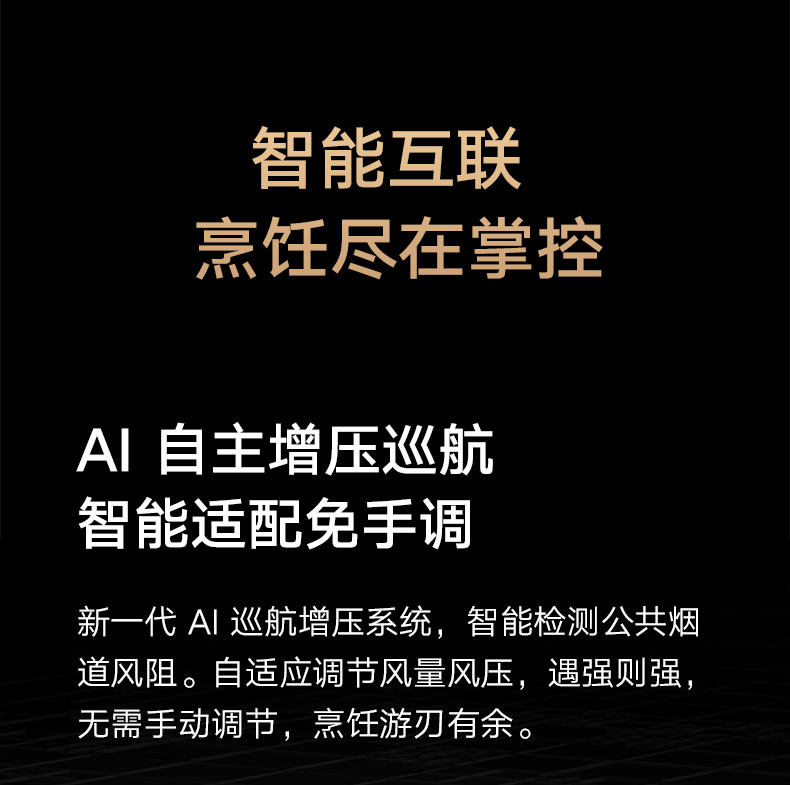 智能互联
烹饪尽在掌控
AI 自主增压巡航
智能适配免手调
新一代 AI 巡航增压系统，智能检测公共烟
道风阻。自适应调节风量风压，遇强则强，
无需手动调节，烹饪游刃有余。